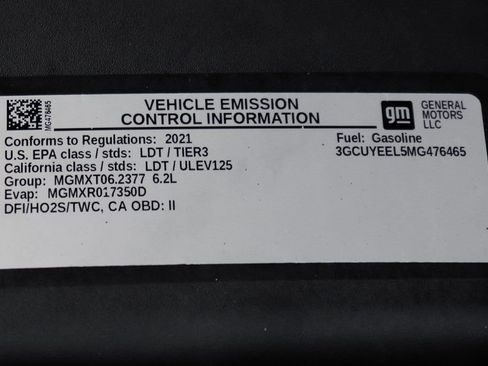 MG476465
VEHICLE EMISSION
CONTROL INFORMATION
gm
GENERAL
MOTORS
LLC
Conforms to Regulations: 2021
U.S. EPA class / stds: LDT / TIER3
California class / stds: LDT / ULEV125
Group: MGMXT06.2377 6.2L
Evap: MGMXR017350D
DFI/HO2S/TWC, CA OBD: II
Fuel: Gasoline
3GCUYEEL5MG476465